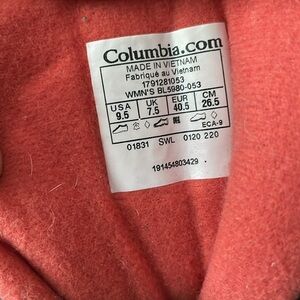 Columbia.com
MADE IN VIETNAM
Fabriqué au Vietnam
1791281053
WMN'S BL5980-053
USA UK EUR CM
9.5 7.5 40.5 26.5
ECA-9
01831 SWL 0120 220
191454803429